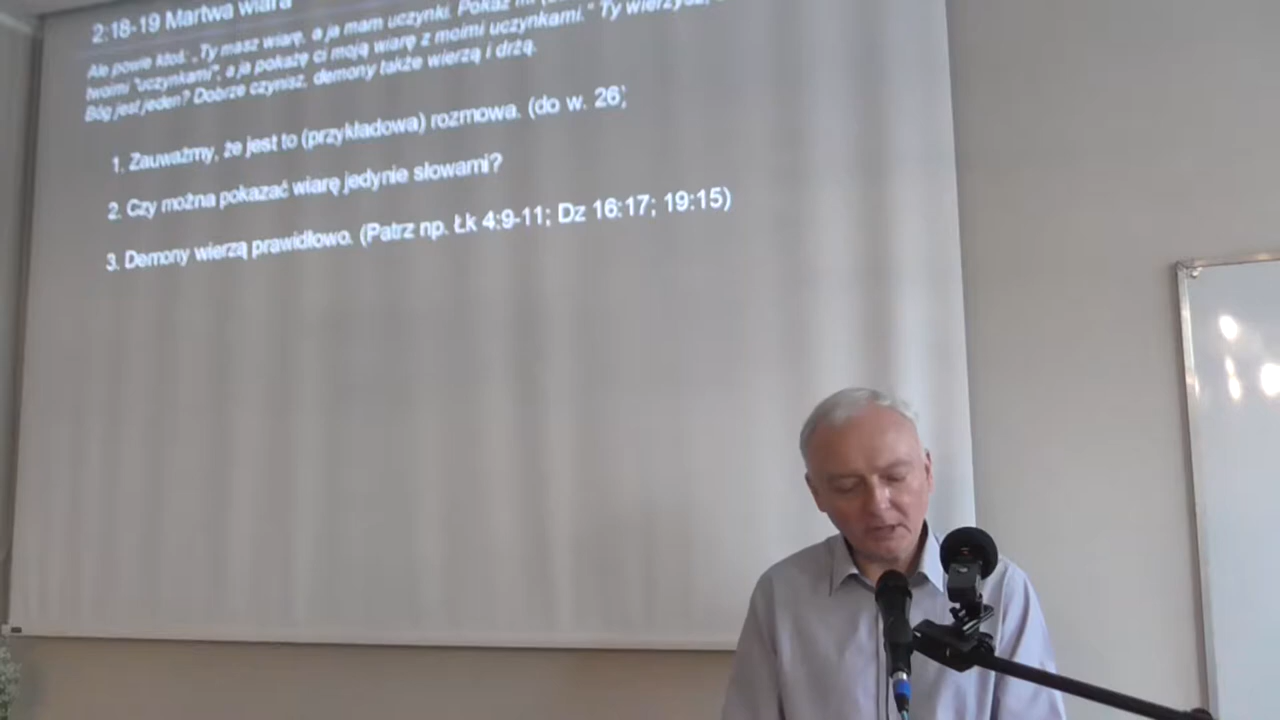 2:18-19 Martwa wiara
Ale powie ktoś: „Ty masz wiarę, a ja mam uczynki. Pokaż mi
twoimi "uczynkami", a ja pokażę ci moją wiarę z moimi uczynkami." Ty wierzysz,
Bóg jest jeden? Dobrze czynisz, demony także wierzą i drżą.
1. Zauważmy, że jest to (przykładowa) rozmowa. (do w. 26;
2. Czy można pokazać wiarę jedynie słowami?
3. Demony wierzą prawidłowo. (Patrz np. Łk 4:9-11; Dz 16:17; 19:15)